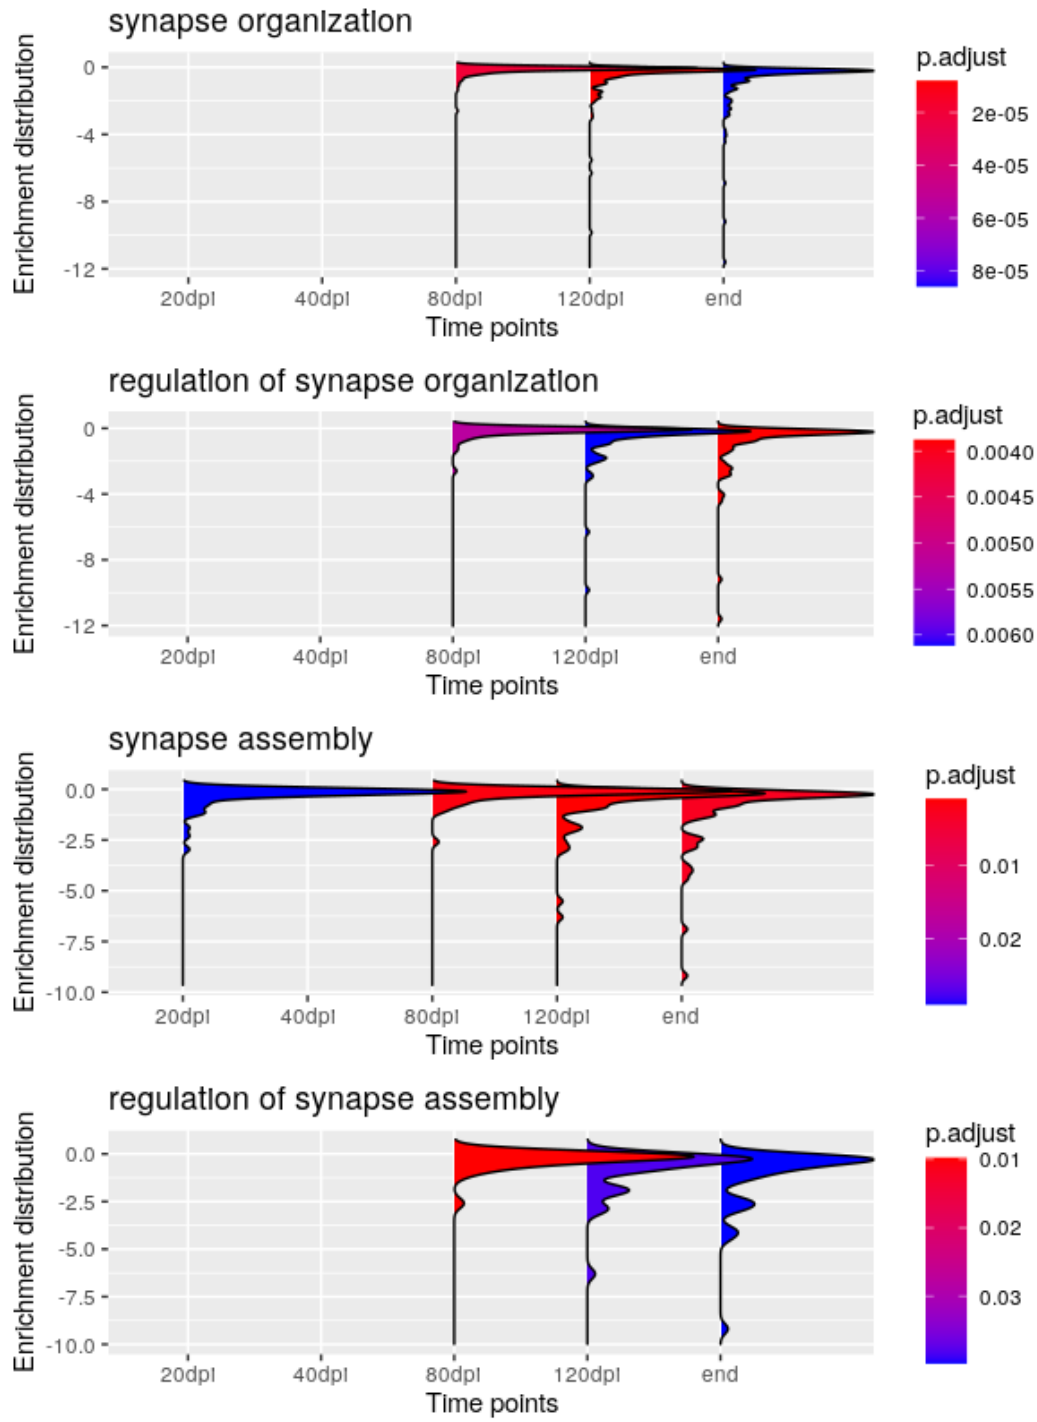 synapse organization
Enrichment distribution
0
-4
-8
-12
20dpI 40dpI 80dpI 120dpI end
Time points
p.adjust
2e-05
4e-05
6e-05
8e-05
regulation of synapse organization
Enrichment distribution
0
-4
-8
-12
20dpI 40dpI 80dpI 120dpI end
Time points
p.adjust
0.0040
0.0045
0.0050
0.0055
0.0060
synapse assembly
Enrichment distribution
0.0
-2.5
-5.0
-7.5
-10.0
20dpI 40dpI 80dpI 120dpI end
Time points
p.adjust
0.01
0.02
regulation of synapse assembly
Enrichment distribution
0.0
-2.5
-5.0
-7.5
-10.0
20dpI 40dpI 80dpI 120dpI end
Time points
p.adjust
0.01
0.02
0.03